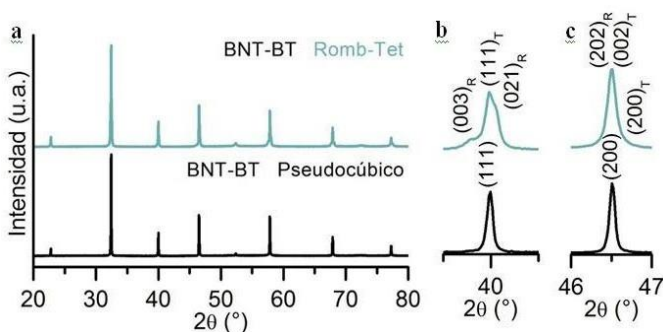 a
BNT-BT Romb-Tet
BNT-BT Pseudocúbico
Intensidad (u.a.)
20 30 40 50 60 70 80
2θ (°)
b
(003)R
(111)T
(021)R
(111)
40
2θ (°)
c
(202)R
(002)T
(200)T
(200)
46 47
2θ (°)